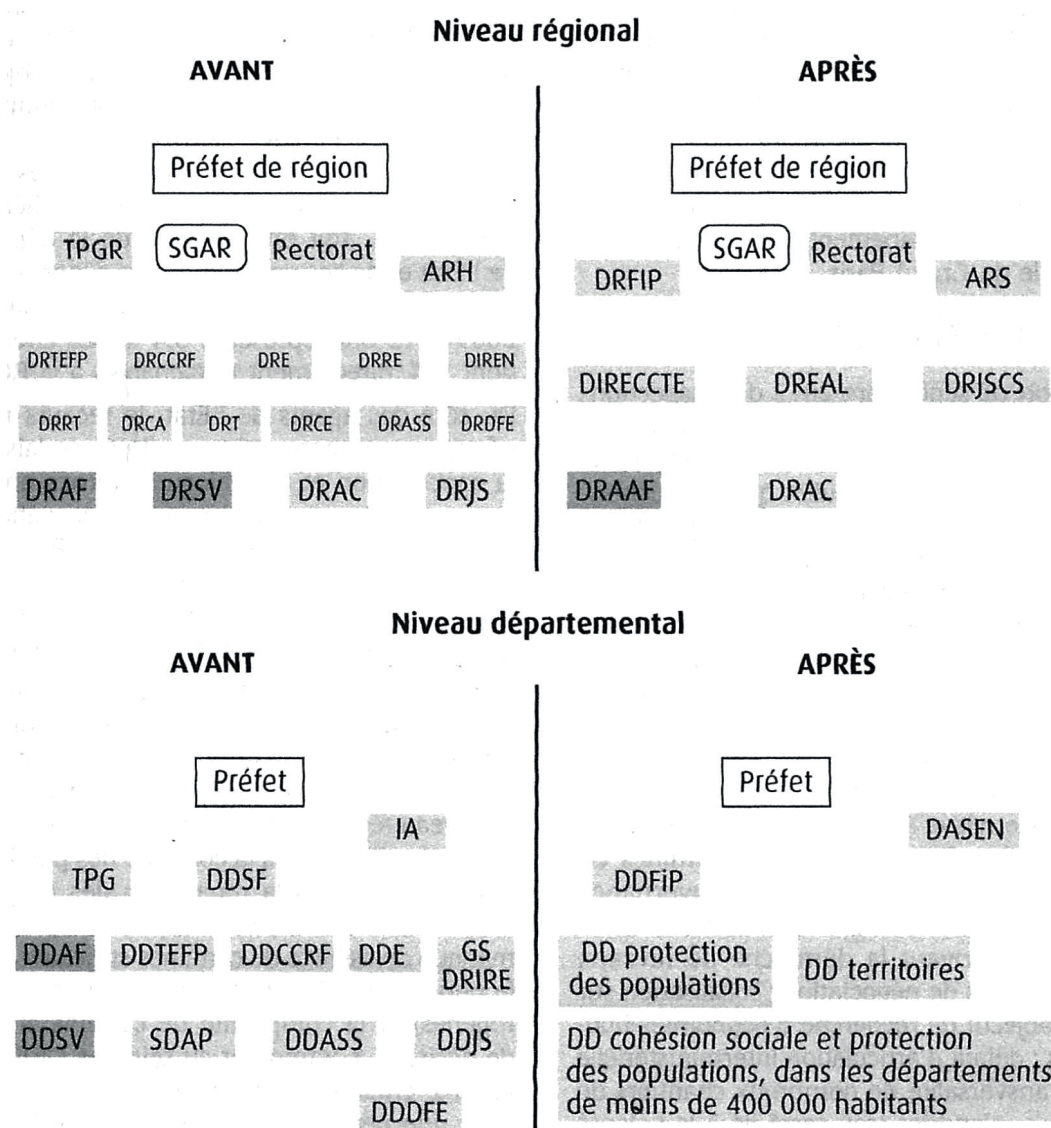 Niveau régional
AVANT
APRÈS
Préfet de région
Préfet de région
TPGR
SGAR
Rectorat
ARH
DRFIP
SGAR
Rectorat
ARS
DRTEFP
DRCCRF
DRE
DRRE
DIREN
DIRECCTE
DREAL
DRJSCS
DRRT
DRCA
DRT
DRCE
DRASS
DRDFE
DRAF
DRSV
DRAC
DRJS
DRAAF
DRAC
Niveau départemental
AVANT
APRÈS
Préfet
Préfet
IA
DASEN
TPG
DDSF
DDFiP
DDAF
DDTEFP
DDCCRF
DDE
GS
DRIRE
DD protection
des populations
DD territoires
DDSV
SDAP
DDASS
DDJS
DDDFE
DD cohésion sociale et protection
des populations, dans les départements
de moins de 400 000 habitants